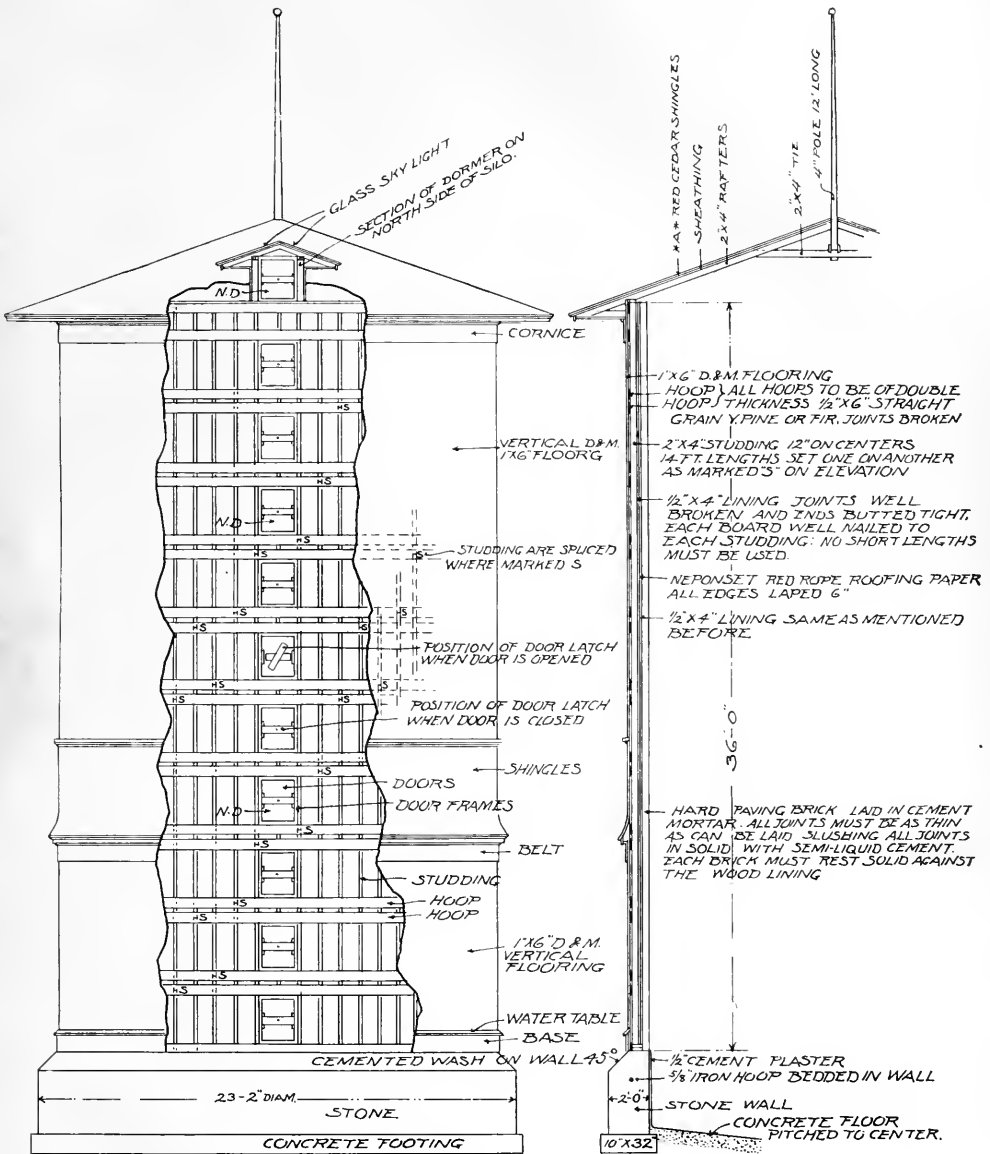 GLASS SKY LIGHT
SECTION OF DORMER ON
NORTH SIDE OF SILO.
N.D
CORNICE
S
VERTICAL D&M.
1"X6" FLOOR'G
S
N.D
S
S
STUDDING ARE SPLICED
WHERE MARKED S
S
S
S
S
S
POSITION OF DOOR LATCH
WHEN DOOR IS OPENED
S
S
S
S
S
POSITION OF DOOR LATCH
WHEN DOOR IS CLOSED
SHINGLES
S
DOORS
N.D
DOOR FRAMES
S
S
BELT
STUDDING
S
HOOP
S
HOOP
1"X6" D & M.
VERTICAL
FLOORING
S
S
WATER TABLE
BASE
CEMENTED WASH ON WALL 45°
23-2" DIAM.
STONE
CONCRETE FOOTING
*A* RED CEDAR SHINGLES
SHEATHING
2"X4" RAFTERS
2"X4" TIE
4" POLE 12' LONG
1"X6" D.&M. FLOORING
HOOP } ALL HOOPS TO BE OF DOUBLE
HOOP } THICKNESS 1/2"X6" STRAIGHT
GRAIN Y.PINE OR FIR, JOINTS BROKEN
2"X4" STUDDING 12" ON CENTERS
14 FT. LENGTHS SET ONE ON ANOTHER
AS MARKED "S" ON ELEVATION
1/2"X4" LINING JOINTS WELL
BROKEN AND ENDS BUTTED TIGHT,
EACH BOARD WELL NAILED TO
EACH STUDDING: NO SHORT LENGTHS
MUST BE USED.
NEPONSET RED ROPE ROOFING PAPER
ALL EDGES LAPED 6"
1/2"X4" LINING SAME AS MENTIONED
BEFORE
36'-0"
HARD PAVING BRICK LAID IN CEMENT
MORTAR. ALL JOINTS MUST BE AS THIN
AS CAN BE LAID SLUSHING ALL JOINTS
IN SOLID WITH SEMI-LIQUID CEMENT.
EACH BRICK MUST REST SOLID AGAINST
THE WOOD LINING
1/2" CEMENT PLASTER
5/8" IRON HOOP BEDDED IN WALL
2'-0"
STONE WALL
CONCRETE FLOOR
PITCHED TO CENTER.
10"X32"